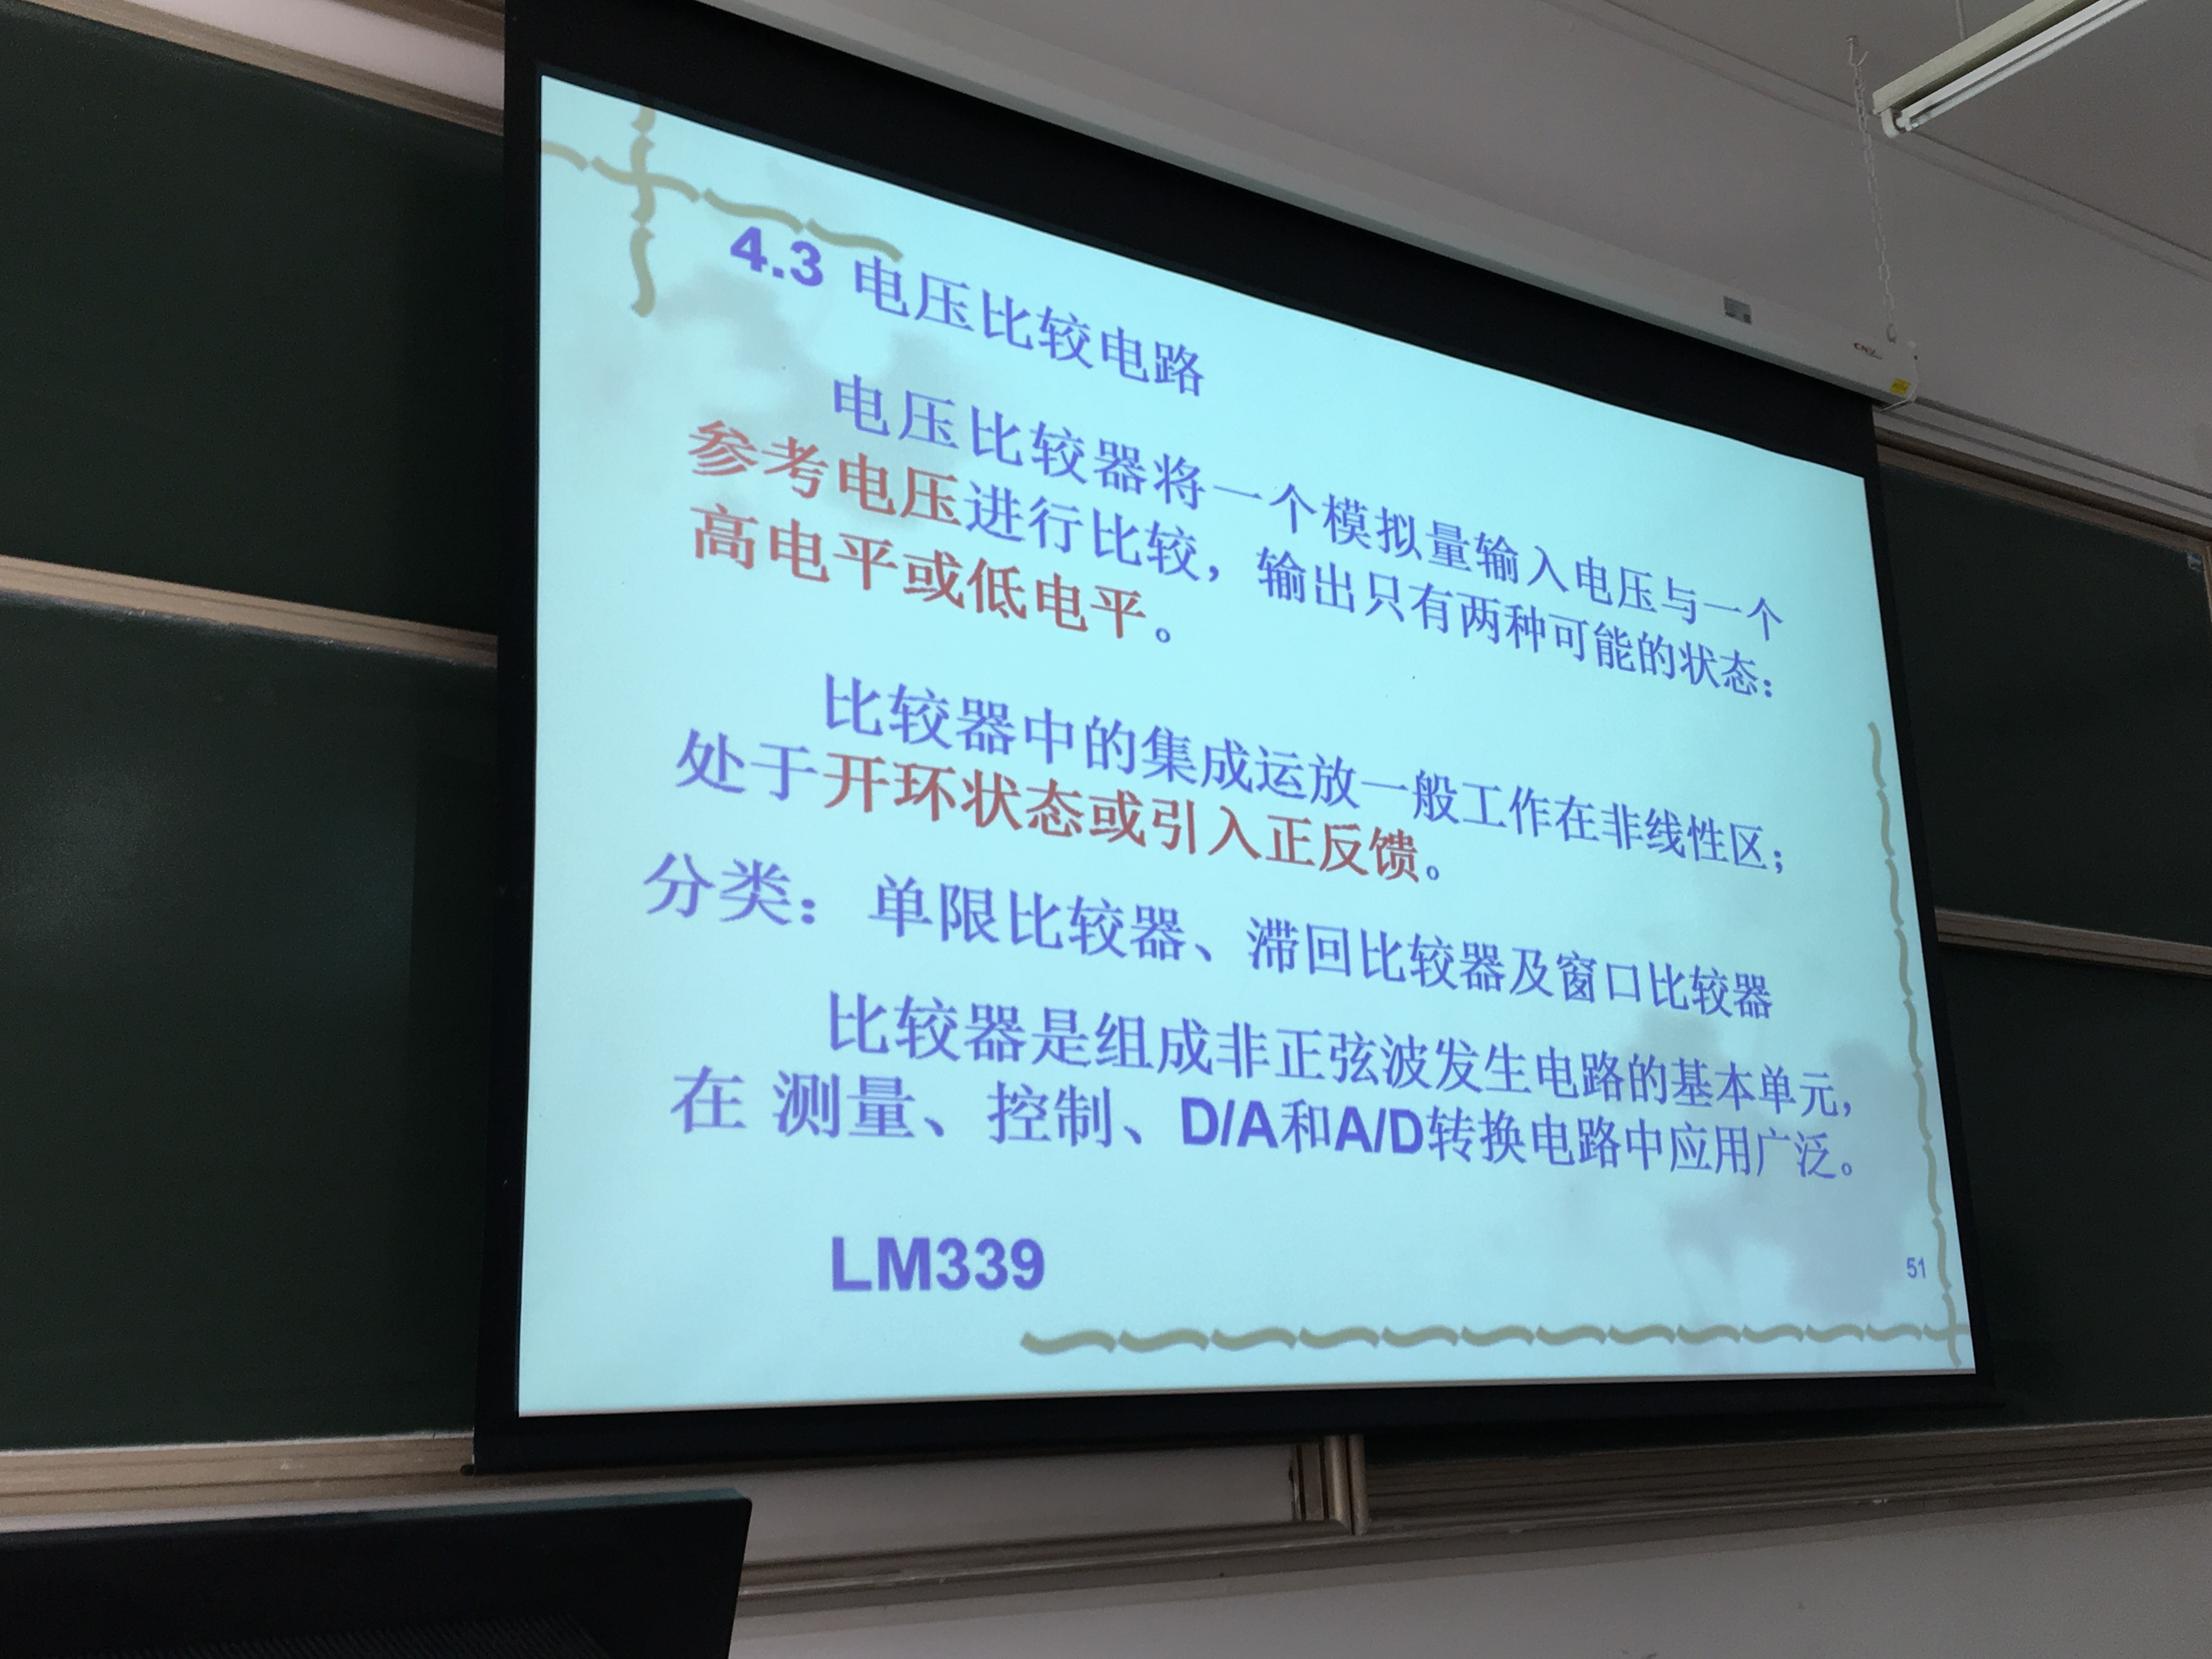 4.3 电压比较电路
电压比较器将一个模拟量输入电压与一个
参考电压进行比较，输出只有两种可能的状态：
高电平或低电平。
比较器中的集成运放一般工作在非线性区；
处于开环状态或引入正反馈。
分类： 单限比较器、滞回比较器及窗口比较器
比较器是组成非正弦波发生电路的基本单元，
在 测量、控制、D/A和A/D转换电路中应用广泛。
LM339
51